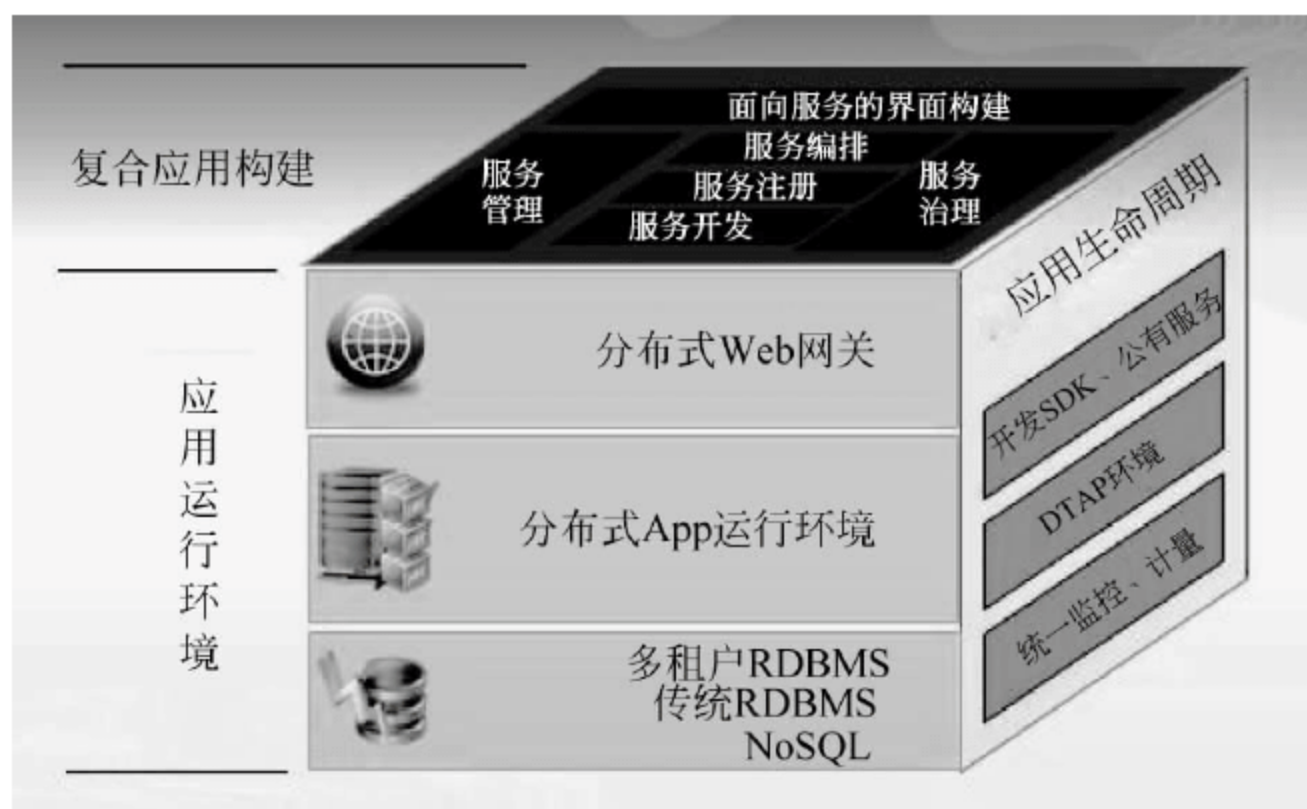 复合应用构建
面向服务的界面构建
服务编排
服务注册
服务开发
服务
管理
服务
治理
应用运行环境
分布式Web网关
分布式App运行环境
多租户RDBMS
传统RDBMS
NoSQL
应用生命周期
开发SDK、公有服务
DTAP环境
统一监控、计量